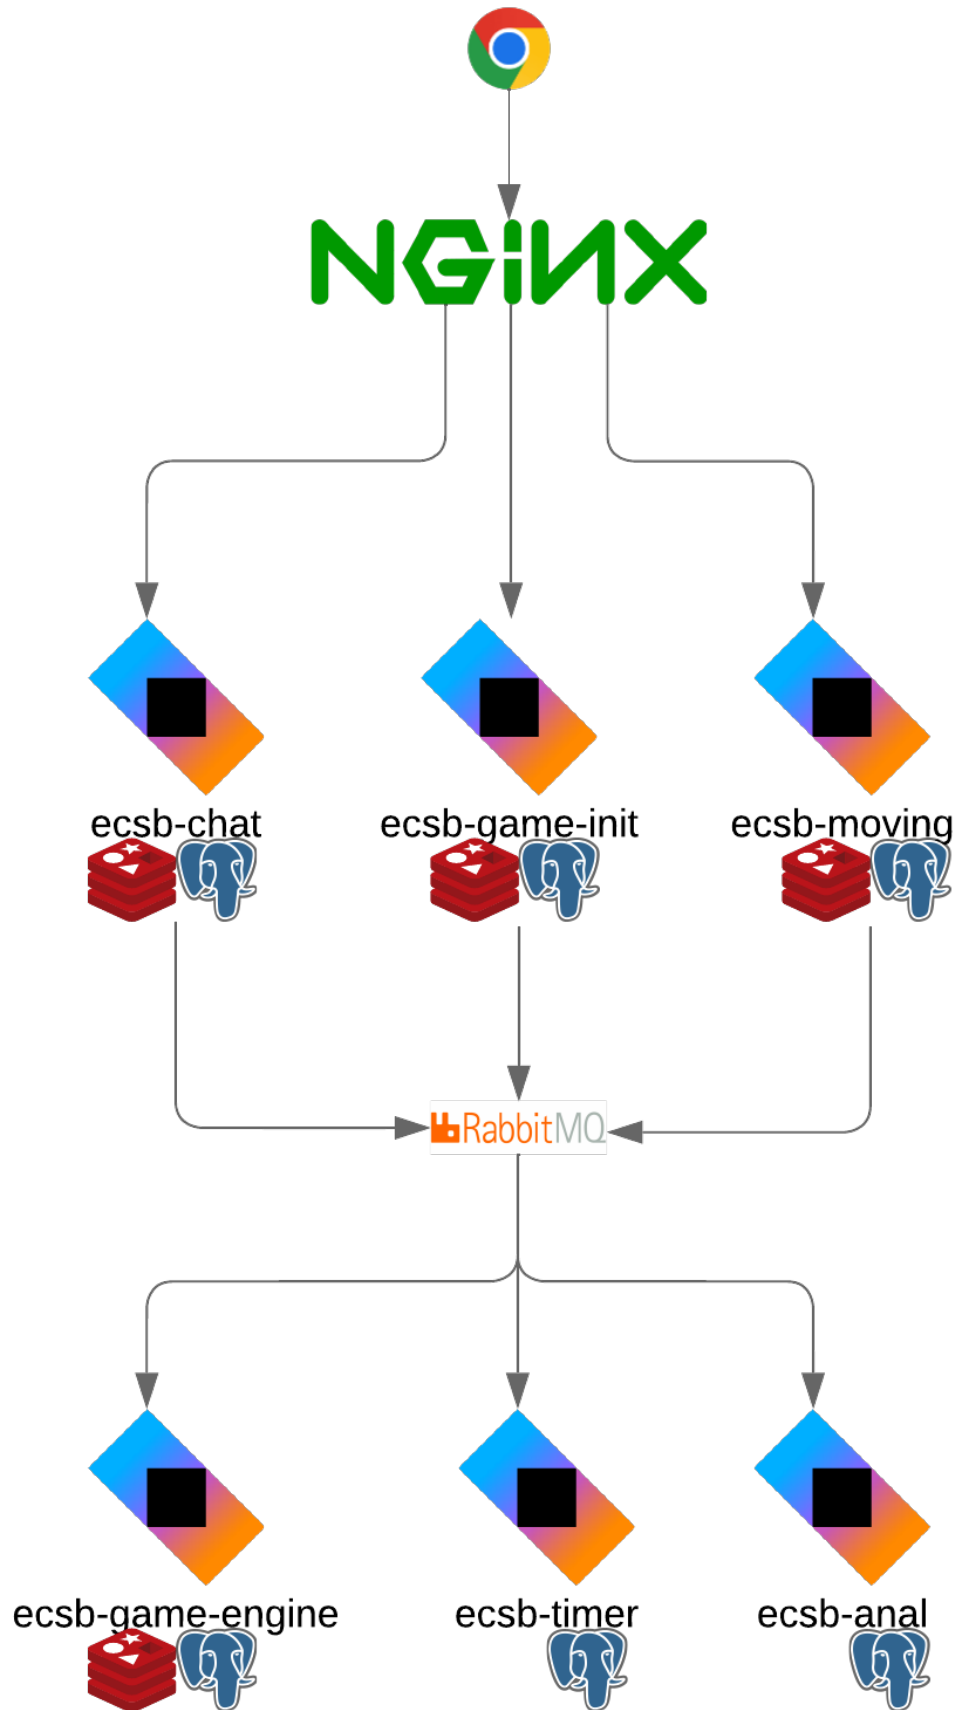 NGINX
ecsb-chat
ecsb-game-init
ecsb-moving
RabbitMQ
ecsb-game-engine
ecsb-timer
ecsb-anal